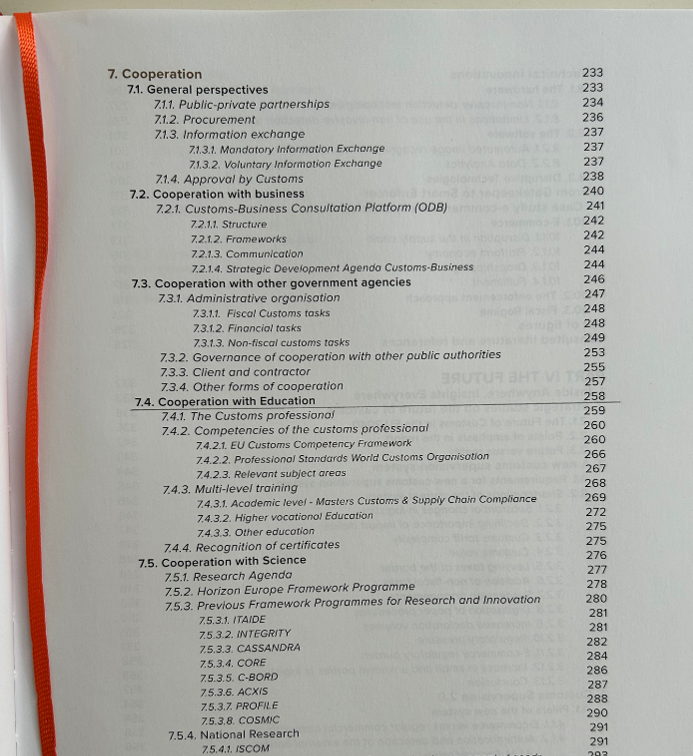 7. Cooperation 233
7.1. General perspectives 233
7.1.1. Public-private partnerships 234
7.1.2. Procurement 236
7.1.3. Information exchange 237
7.1.3.1. Mandatory Information Exchange 237
7.1.3.2. Voluntary Information Exchange 237
7.1.4. Approval by Customs 238
7.2. Cooperation with business 240
7.2.1. Customs-Business Consultation Platform (ODB) 241
7.2.1.1. Structure 242
7.2.1.2. Frameworks 242
7.2.1.3. Communication 244
7.2.1.4. Strategic Development Agenda Customs-Business 244
7.3. Cooperation with other government agencies 246
7.3.1. Administrative organisation 247
7.3.1.1. Fiscal Customs tasks 248
7.3.1.2. Financial tasks 248
7.3.1.3. Non-fiscal customs tasks 249
7.3.2. Governance of cooperation with other public authorities 253
7.3.3. Client and contractor 255
7.3.4. Other forms of cooperation 257
7.4. Cooperation with Education 258
7.4.1. The Customs professional 259
7.4.2. Competencies of the customs professional 260
7.4.2.1. EU Customs Competency Framework 260
7.4.2.2. Professional Standards World Customs Organisation 266
7.4.2.3. Relevant subject areas 267
7.4.3. Multi-level training 268
7.4.3.1. Academic level - Masters Customs & Supply Chain Compliance 269
7.4.3.2. Higher vocational Education 272
7.4.3.3. Other education 275
7.4.4. Recognition of certificates 275
7.5. Cooperation with Science 276
7.5.1. Research Agenda 277
7.5.2. Horizon Europe Framework Programme 278
7.5.3. Previous Framework Programmes for Research and Innovation 280
7.5.3.1. ITAIDE 281
7.5.3.2. INTEGRITY 281
7.5.3.3. CASSANDRA 282
7.5.3.4. CORE 284
7.5.3.5. C-BORD 286
7.5.3.6. ACXIS 287
7.5.3.7. PROFILE 288
7.5.3.8. COSMIC 290
7.5.4. National Research 291
7.5.4.1. ISCOM 291